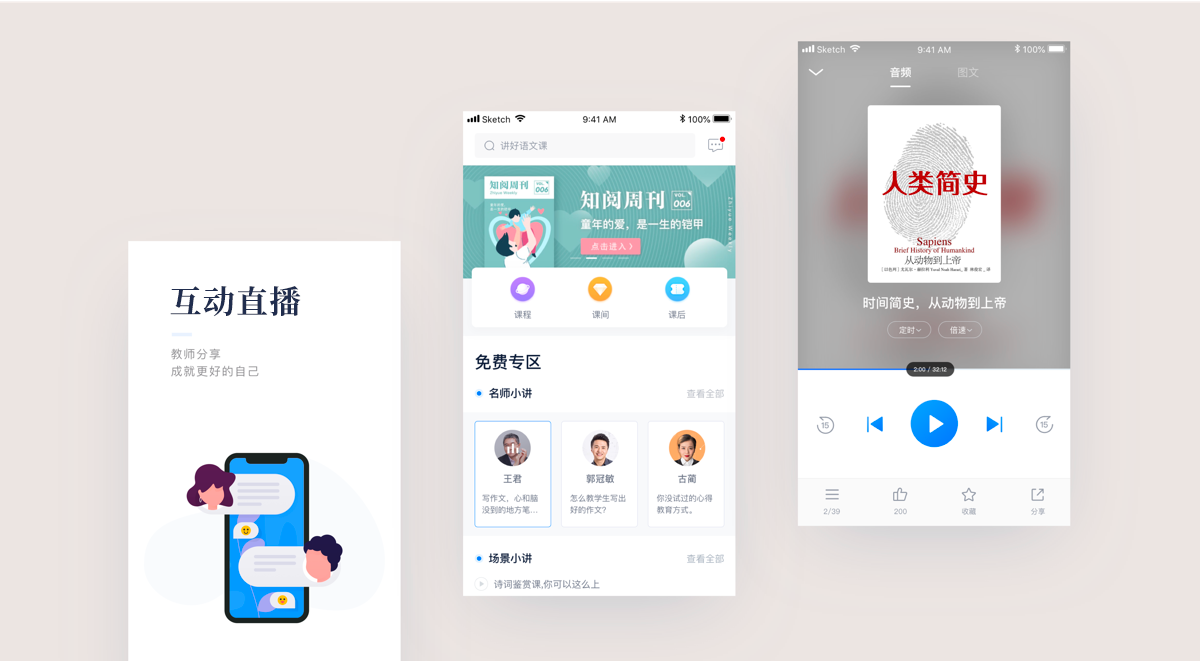 互动直播
教师分享
成就更好的自己
Sketch 9:41 AM 100%
讲好语文课
知阅周刊 VOL. 006
知阅周刊 VOL. 006
童年的爱，是一生的铠甲
点击进入 》
课程 课间 课后
免费专区
名师小讲 查看全部
王君 郭冠敏 古蔺
写作文，心和脑 怎么教学生写出 你没试过的心得
没到的地方笔... 好的作文? 教育方式。
场景小讲 查看全部
诗词鉴赏课,你可以这么上
Sketch 9:41 AM 100%
音频 图文
人类简史
Sapiens
Brief History of Humankind
从动物到上帝
时间简史，从动物到上帝
定时 倍速
2:00 / 32:12
15 15
2/39 200 收藏 分享